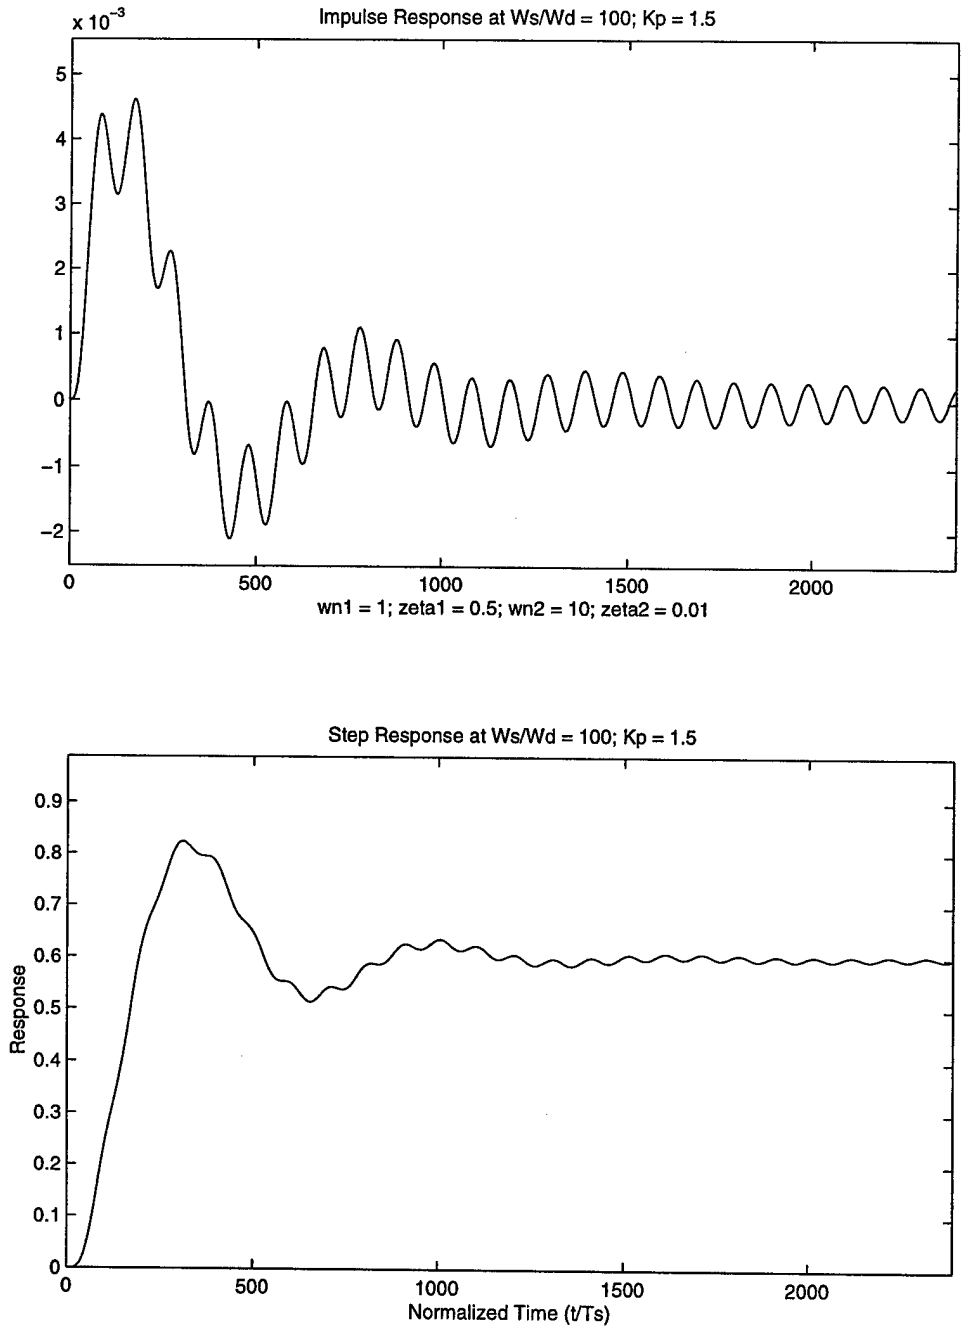 Impulse Response at Ws/Wd = 100; Kp = 1.5
x 10⁻³
5
4
3
2
1
0
−1
−2
0 500 1000 1500 2000
wn1 = 1; zeta1 = 0.5; wn2 = 10; zeta2 = 0.01
Step Response at Ws/Wd = 100; Kp = 1.5
Response
0.9
0.8
0.7
0.6
0.5
0.4
0.3
0.2
0.1
0
0 500 1000 1500 2000
Normalized Time (t/Ts)